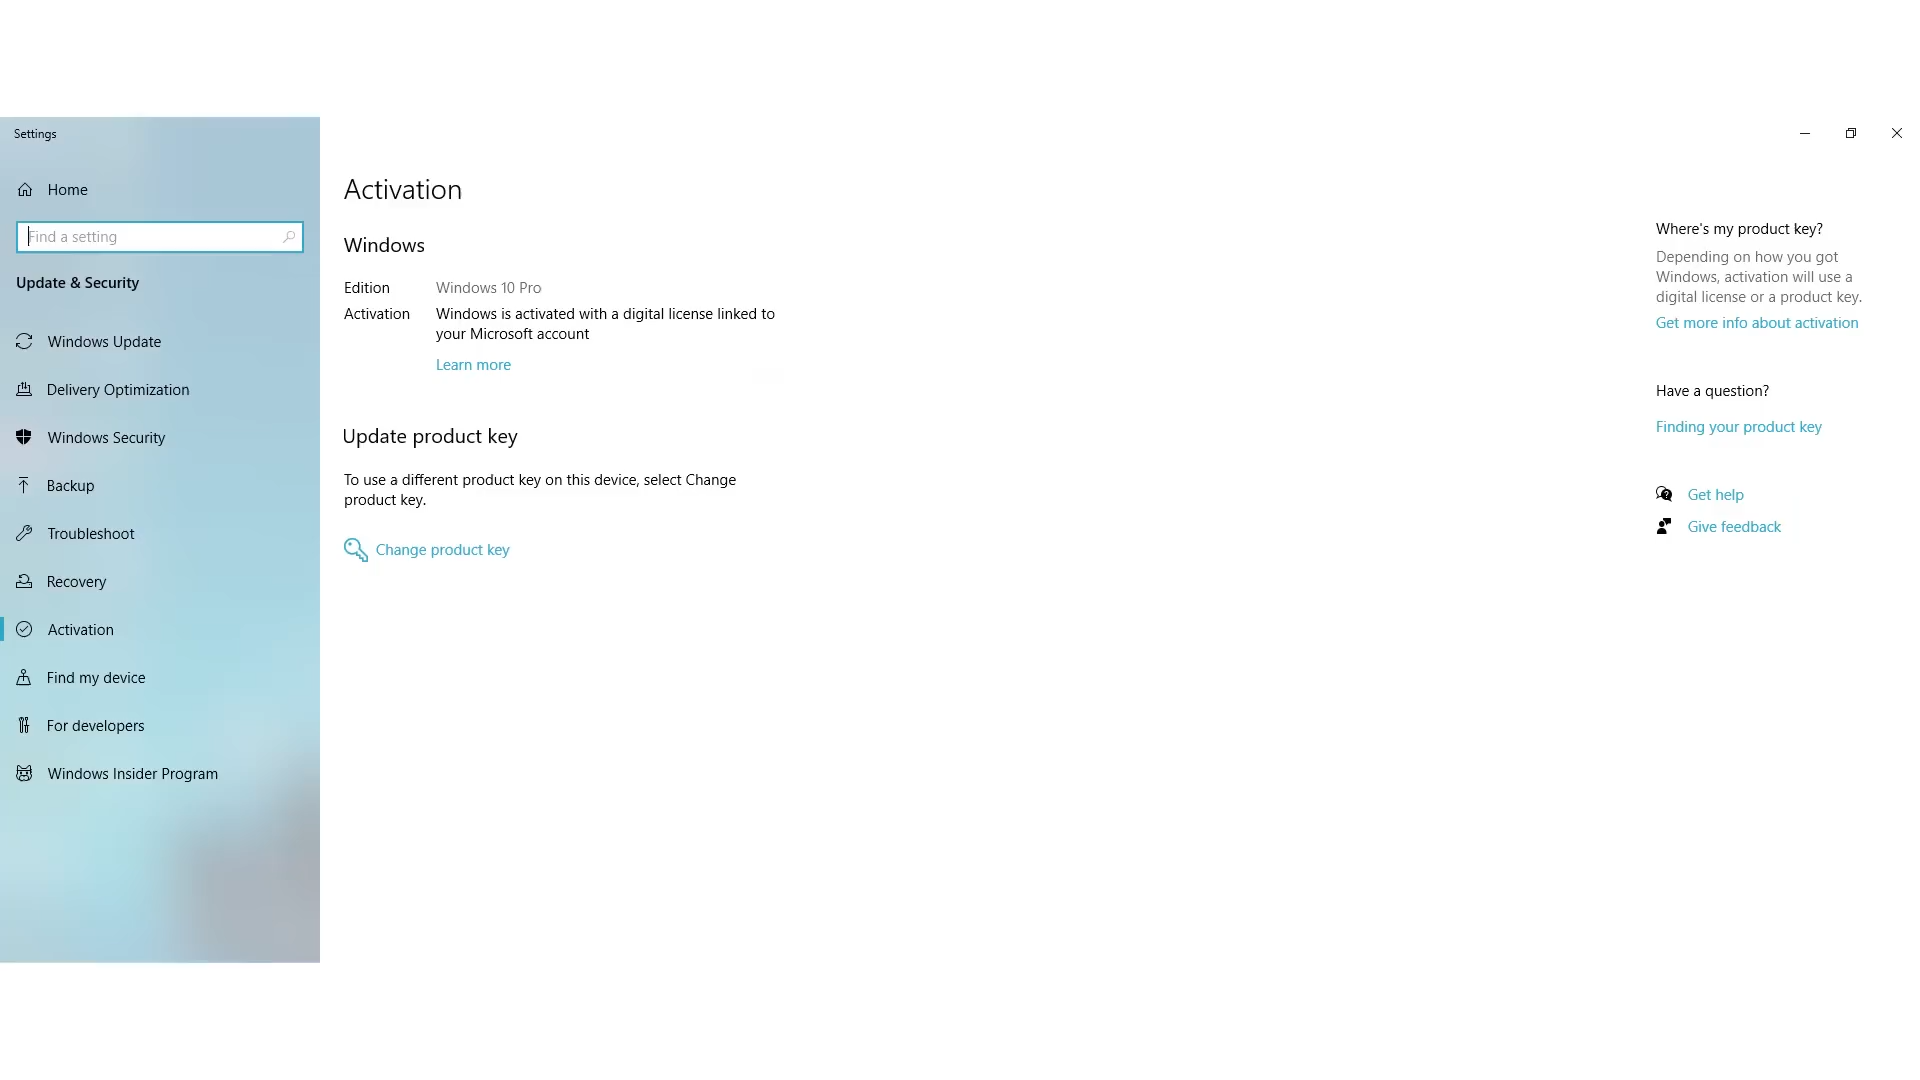 Settings
Home
Find a setting
Update & Security
Windows Update
Delivery Optimization
Windows Security
Backup
Troubleshoot
Recovery
Activation
Find my device
For developers
Windows Insider Program
Activation
Windows
Edition Windows 10 Pro
Activation Windows is activated with a digital license linked to
your Microsoft account
Learn more
Update product key
To use a different product key on this device, select Change
product key.
Change product key
Where's my product key?
Depending on how you got
Windows, activation will use a
digital license or a product key.
Get more info about activation
Have a question?
Finding your product key
Get help
Give feedback